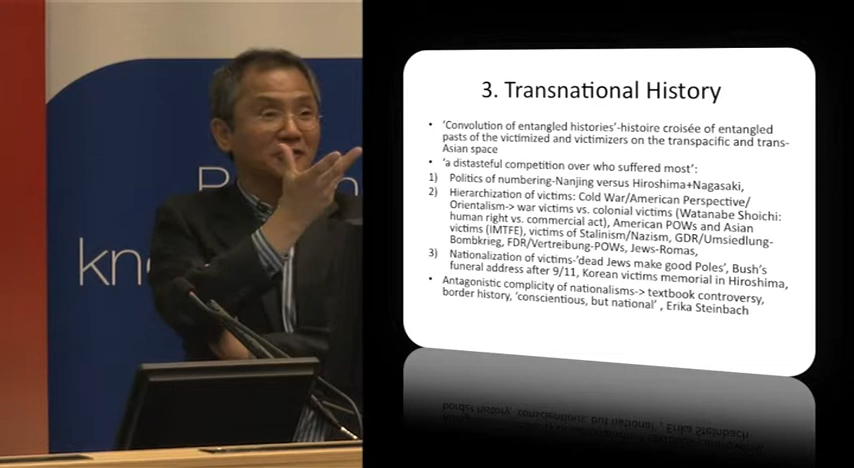 B
kn
3. Transnational History
• 'Convolution of entangled histories'-histoire croisée of entangled
pasts of the victimized and victimizers on the transpacific and trans-
Asian space
• 'a distasteful competition over who suffered most':
1) Politics of numbering-Nanjing versus Hiroshima+Nagasaki,
2) Hierarchization of victims: Cold War/American Perspective/
Orientalism-> war victims vs. colonial victims (Watanabe Shoichi:
human right vs. commercial act), American POWs and Asian
victims (IMTFE), victims of Stalinism/Nazism, GDR/Umsiedlung-
Bombkrieg, FDR/Vertreibung-POWs, Jews-Romas,
3) Nationalization of victims-'dead Jews make good Poles', Bush's
funeral address after 9/11, Korean victims memorial in Hiroshima,
• Antagonistic complicity of nationalisms-> textbook controversy,
border history, 'conscientious, but national' , Erika Steinbach